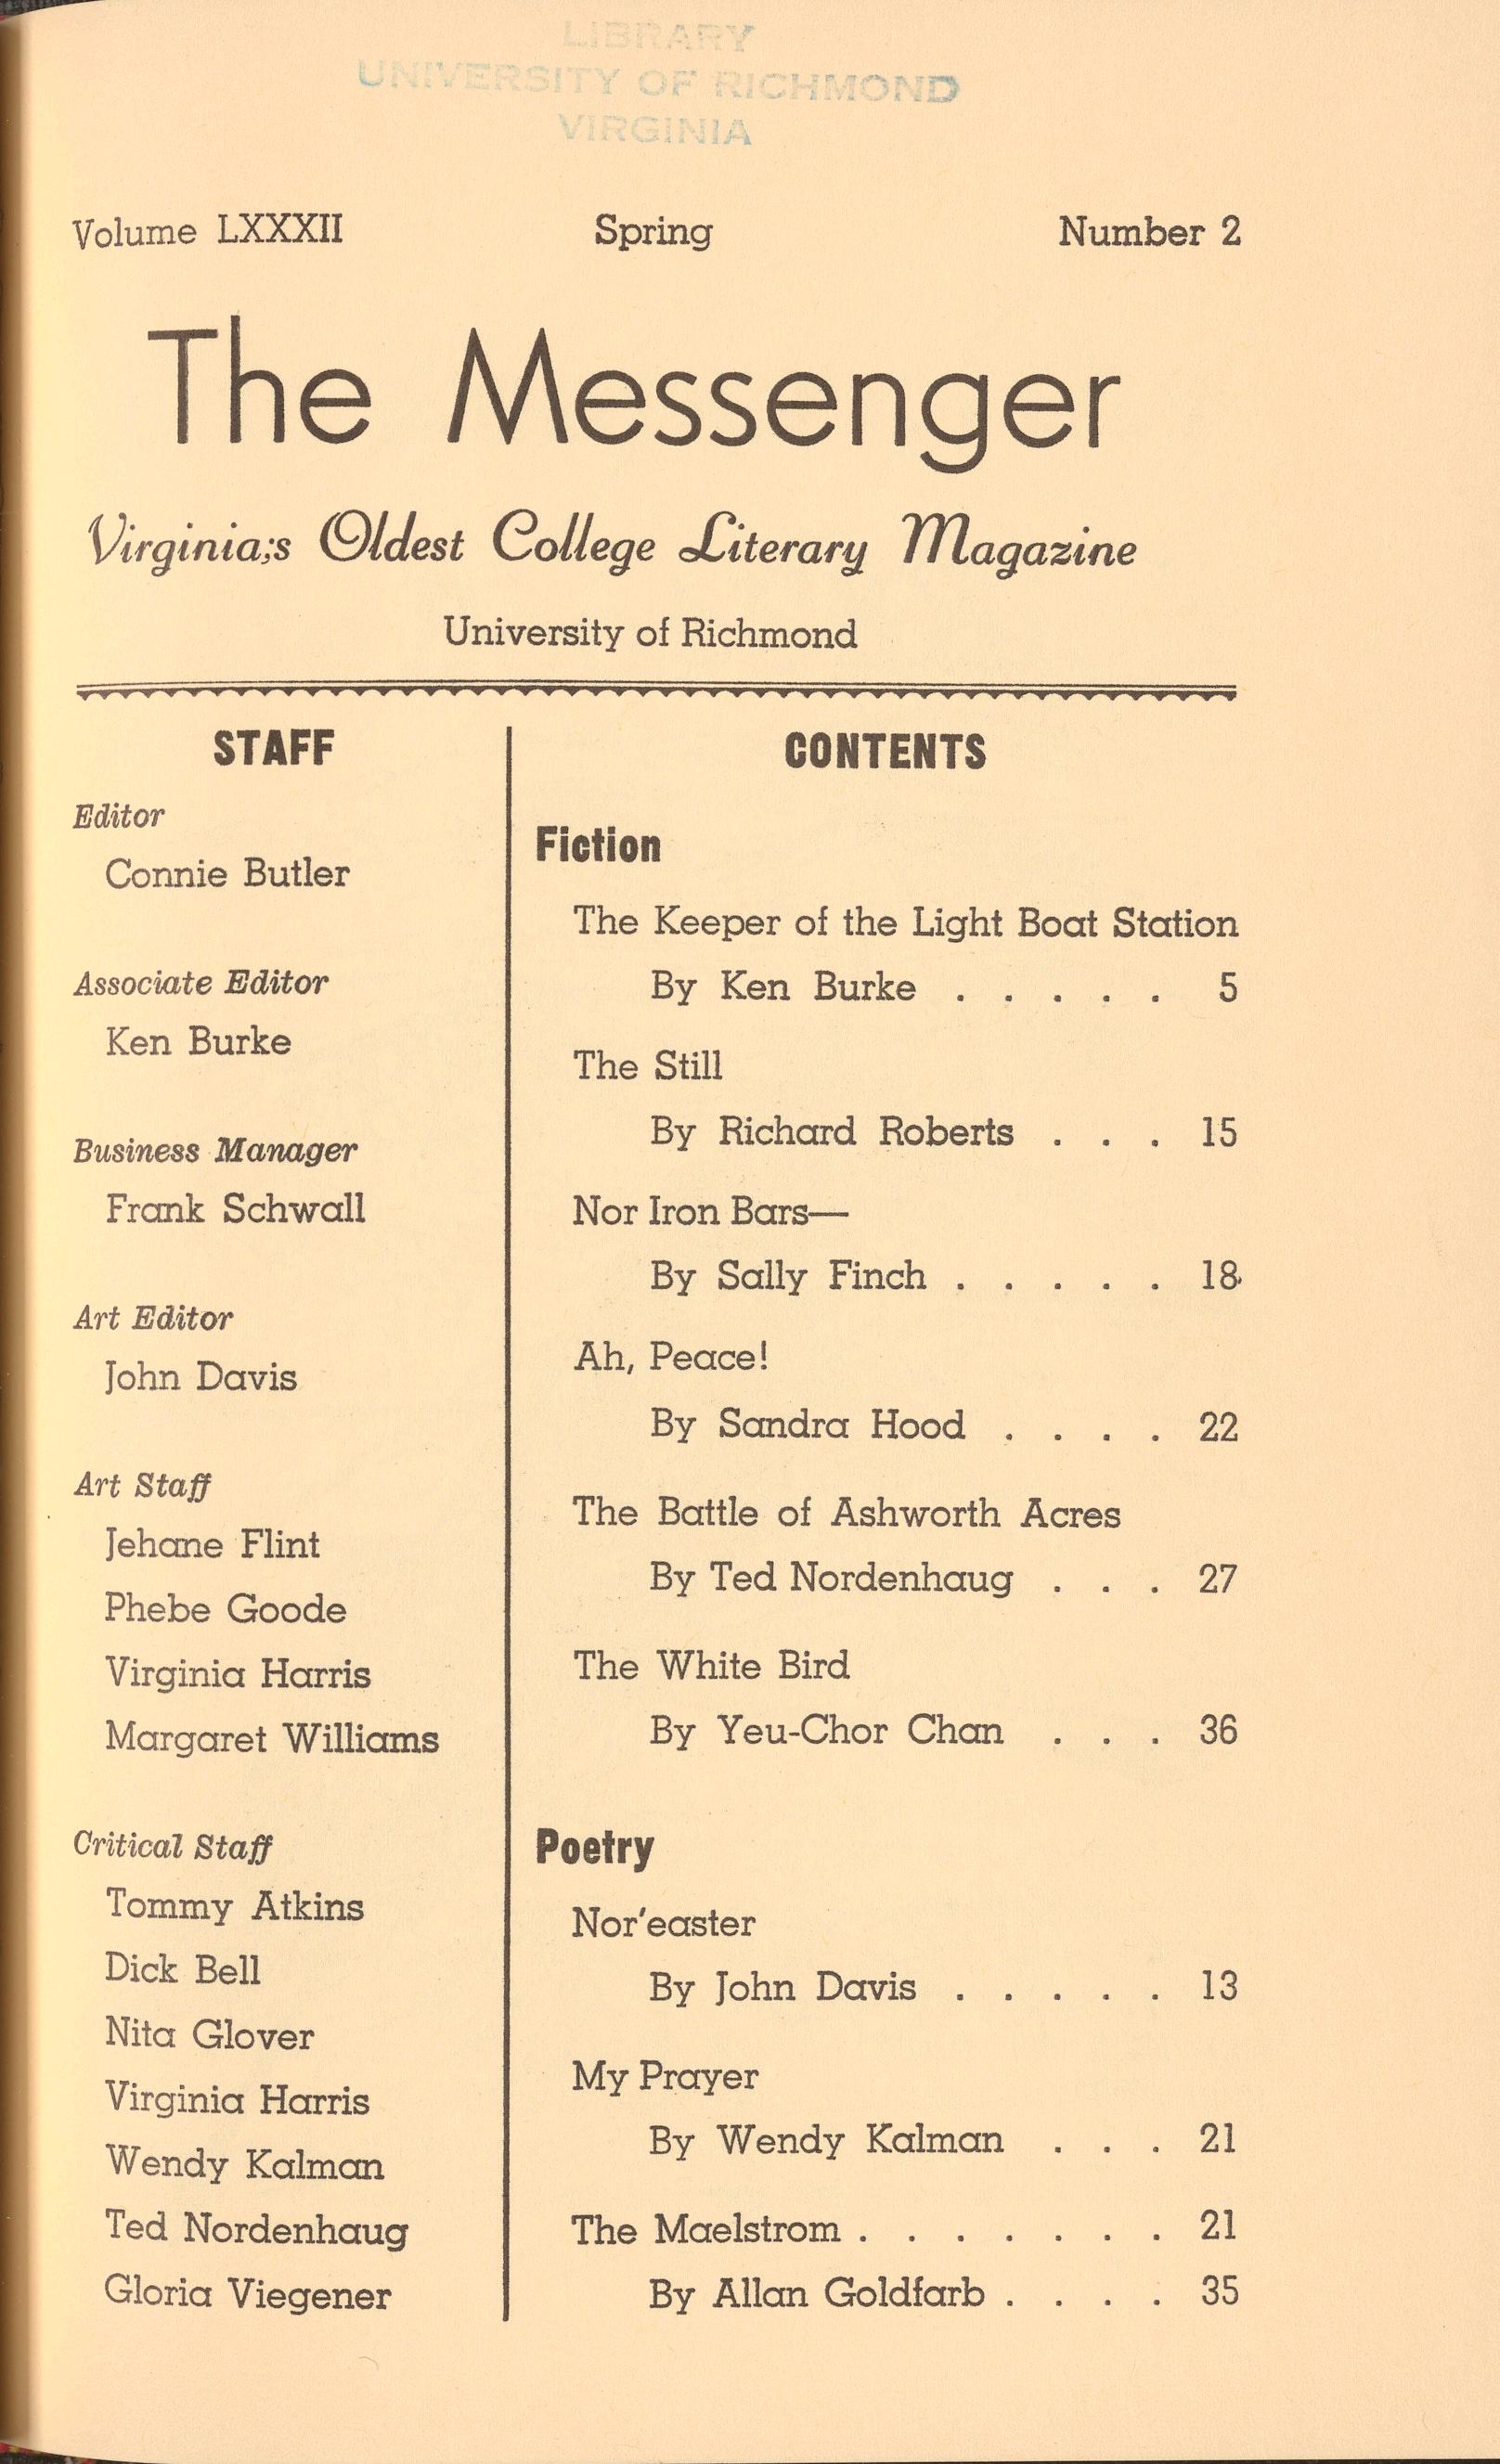 LIBRARY
UNIVERSITY OF RICHMOND
VIRGINIA
Volume LXXXII Spring Number 2
The Messenger
Virginia;s Oldest College Literary Magazine
University of Richmond
STAFF
Editor
Connie Butler
Associate Editor
Ken Burke
Business Manager
Frank Schwall
Art Editor
John Davis
Art Staff
Jehane Flint
Phebe Goode
Virginia Harris
Margaret Williams
Critical Staff
Tommy Atkins
Dick Bell
Nita Glover
Virginia Harris
Wendy Kalman
Ted Nordenhaug
Gloria Viegener
CONTENTS
Fiction
The Keeper of the Light Boat Station
By Ken Burke . . . . . 5
The Still
By Richard Roberts . . . 15
Nor Iron Bars—
By Sally Finch . . . . . 18
Ah, Peace!
By Sandra Hood . . . . 22
The Battle of Ashworth Acres
By Ted Nordenhaug . . . 27
The White Bird
By Yeu-Chor Chan . . . 36
Poetry
Nor'easter
By John Davis . . . . . 13
My Prayer
By Wendy Kalman . . . 21
The Maelstrom . . . . . . . 21
By Allan Goldfarb . . . . 35